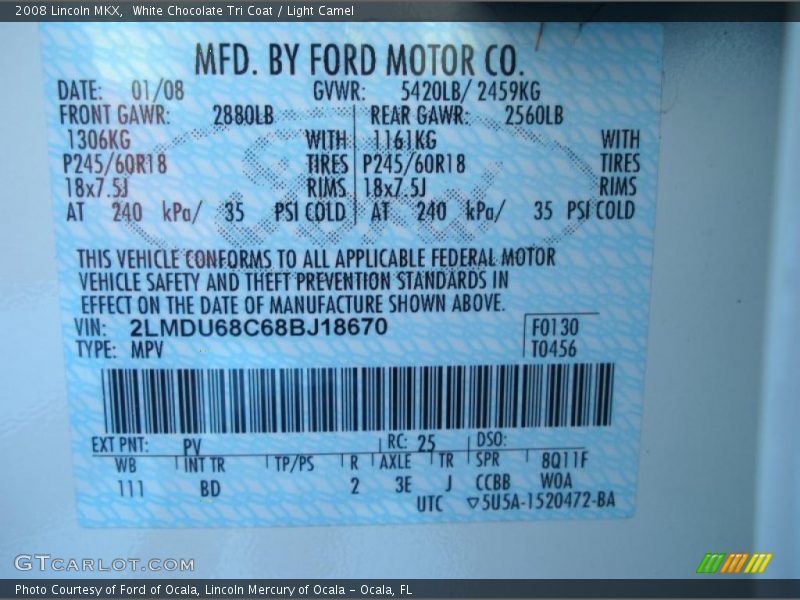 2008 Lincoln MKX,  White Chocolate Tri Coat / Light Camel
MFD. BY FORD MOTOR CO.
DATE: 01/08 GVWR: 5420LB/ 2459KG
FRONT GAWR: 2880LB REAR GAWR: 2560LB
1306KG WITH 1161KG WITH
P245/60R18 TIRES P245/60R18 TIRES
18x7.5J RIMS 18x7.5J RIMS
AT 240 kPa/ 35 PSI COLD AT 240 kPa/ 35 PSI COLD
THIS VEHICLE CONFORMS TO ALL APPLICABLE FEDERAL MOTOR
VEHICLE SAFETY AND THEFT PREVENTION STANDARDS IN
EFFECT ON THE DATE OF MANUFACTURE SHOWN ABOVE.
VIN: 2LMDU68C68BJ18670 F0130
TYPE: MPV T0456
EXT PNT: PV RC: 25 DSO:
WB INT TR TP/PS R AXLE TR SPR 8Q11F
111 BD 2 3E J CCBB WOA
UTC ▽5U5A-1520472-BA
GTCARLOT.COM
Photo Courtesy of Ford of Ocala, Lincoln Mercury of Ocala - Ocala, FL